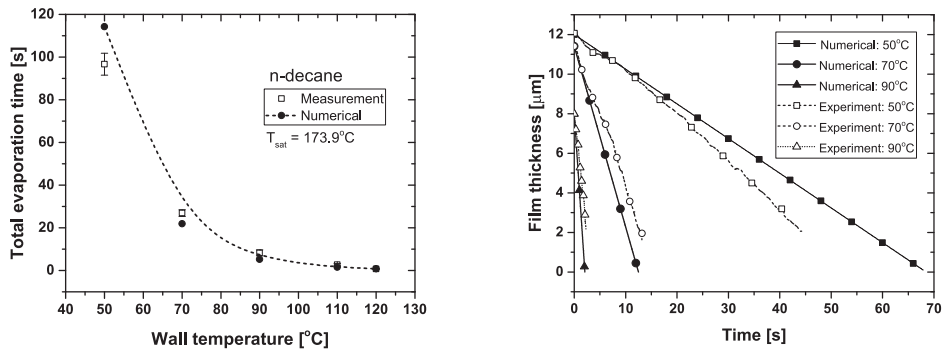 Total evaporation time [s]
120
100
80
60
40
20
0
40 50 60 70 80 90 100 110 120 130
Wall temperature [°C]
n-decane
Measurement
Numerical
Tsat = 173.9°C
Film thickness [μm]
12
10
8
6
4
2
0
0 10 20 30 40 50 60 70
Time [s]
Numerical: 50°C
Numerical: 70°C
Numerical: 90°C
Experiment: 50°C
Experiment: 70°C
Experiment: 90°C